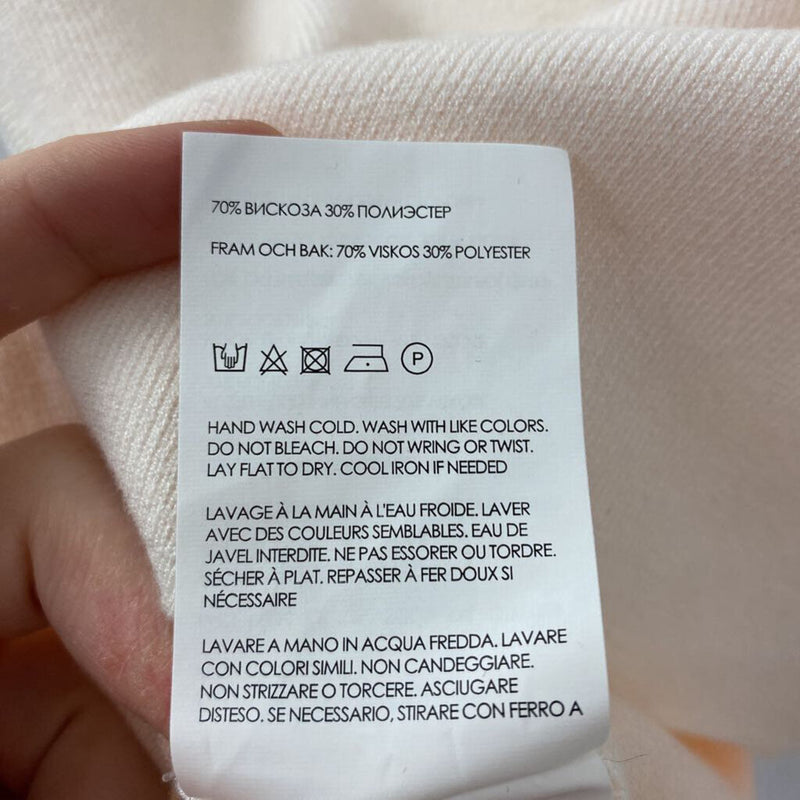 70% ВИСКОЗА 30% ПОЛИЭСТЕР
FRAM OCH BAK: 70% VISKOS 30% POLYESTER
P
HAND WASH COLD. WASH WITH LIKE COLORS.
DO NOT BLEACH. DO NOT WRING OR TWIST.
LAY FLAT TO DRY. COOL IRON IF NEEDED
LAVAGE À LA MAIN À L'EAU FROIDE. LAVER
AVEC DES COULEURS SEMBLABLES. EAU DE
JAVEL INTERDITE. NE PAS ESSORER OU TORDRE.
SÉCHER À PLAT. REPASSER À FER DOUX SI
NÉCESSAIRE
LAVARE A MANO IN ACQUA FREDDA. LAVARE
CON COLORI SIMILI. NON CANDEGGIARE.
NON STRIZZARE O TORCERE. ASCIUGARE
DISTESO. SE NECESSARIO, STIRARE CON FERRO A